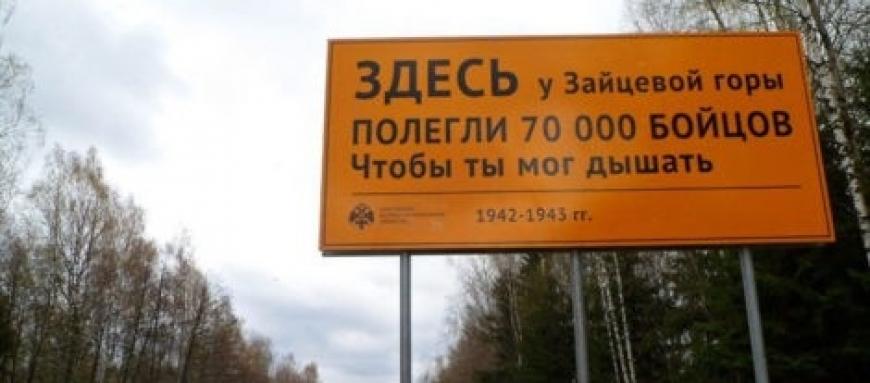 ЗДЕСЬ у Зайцевой горы
ПОЛЕГЛИ 70 000 БОЙЦОВ
Чтобы ты мог дышать
1942-1943 гг.